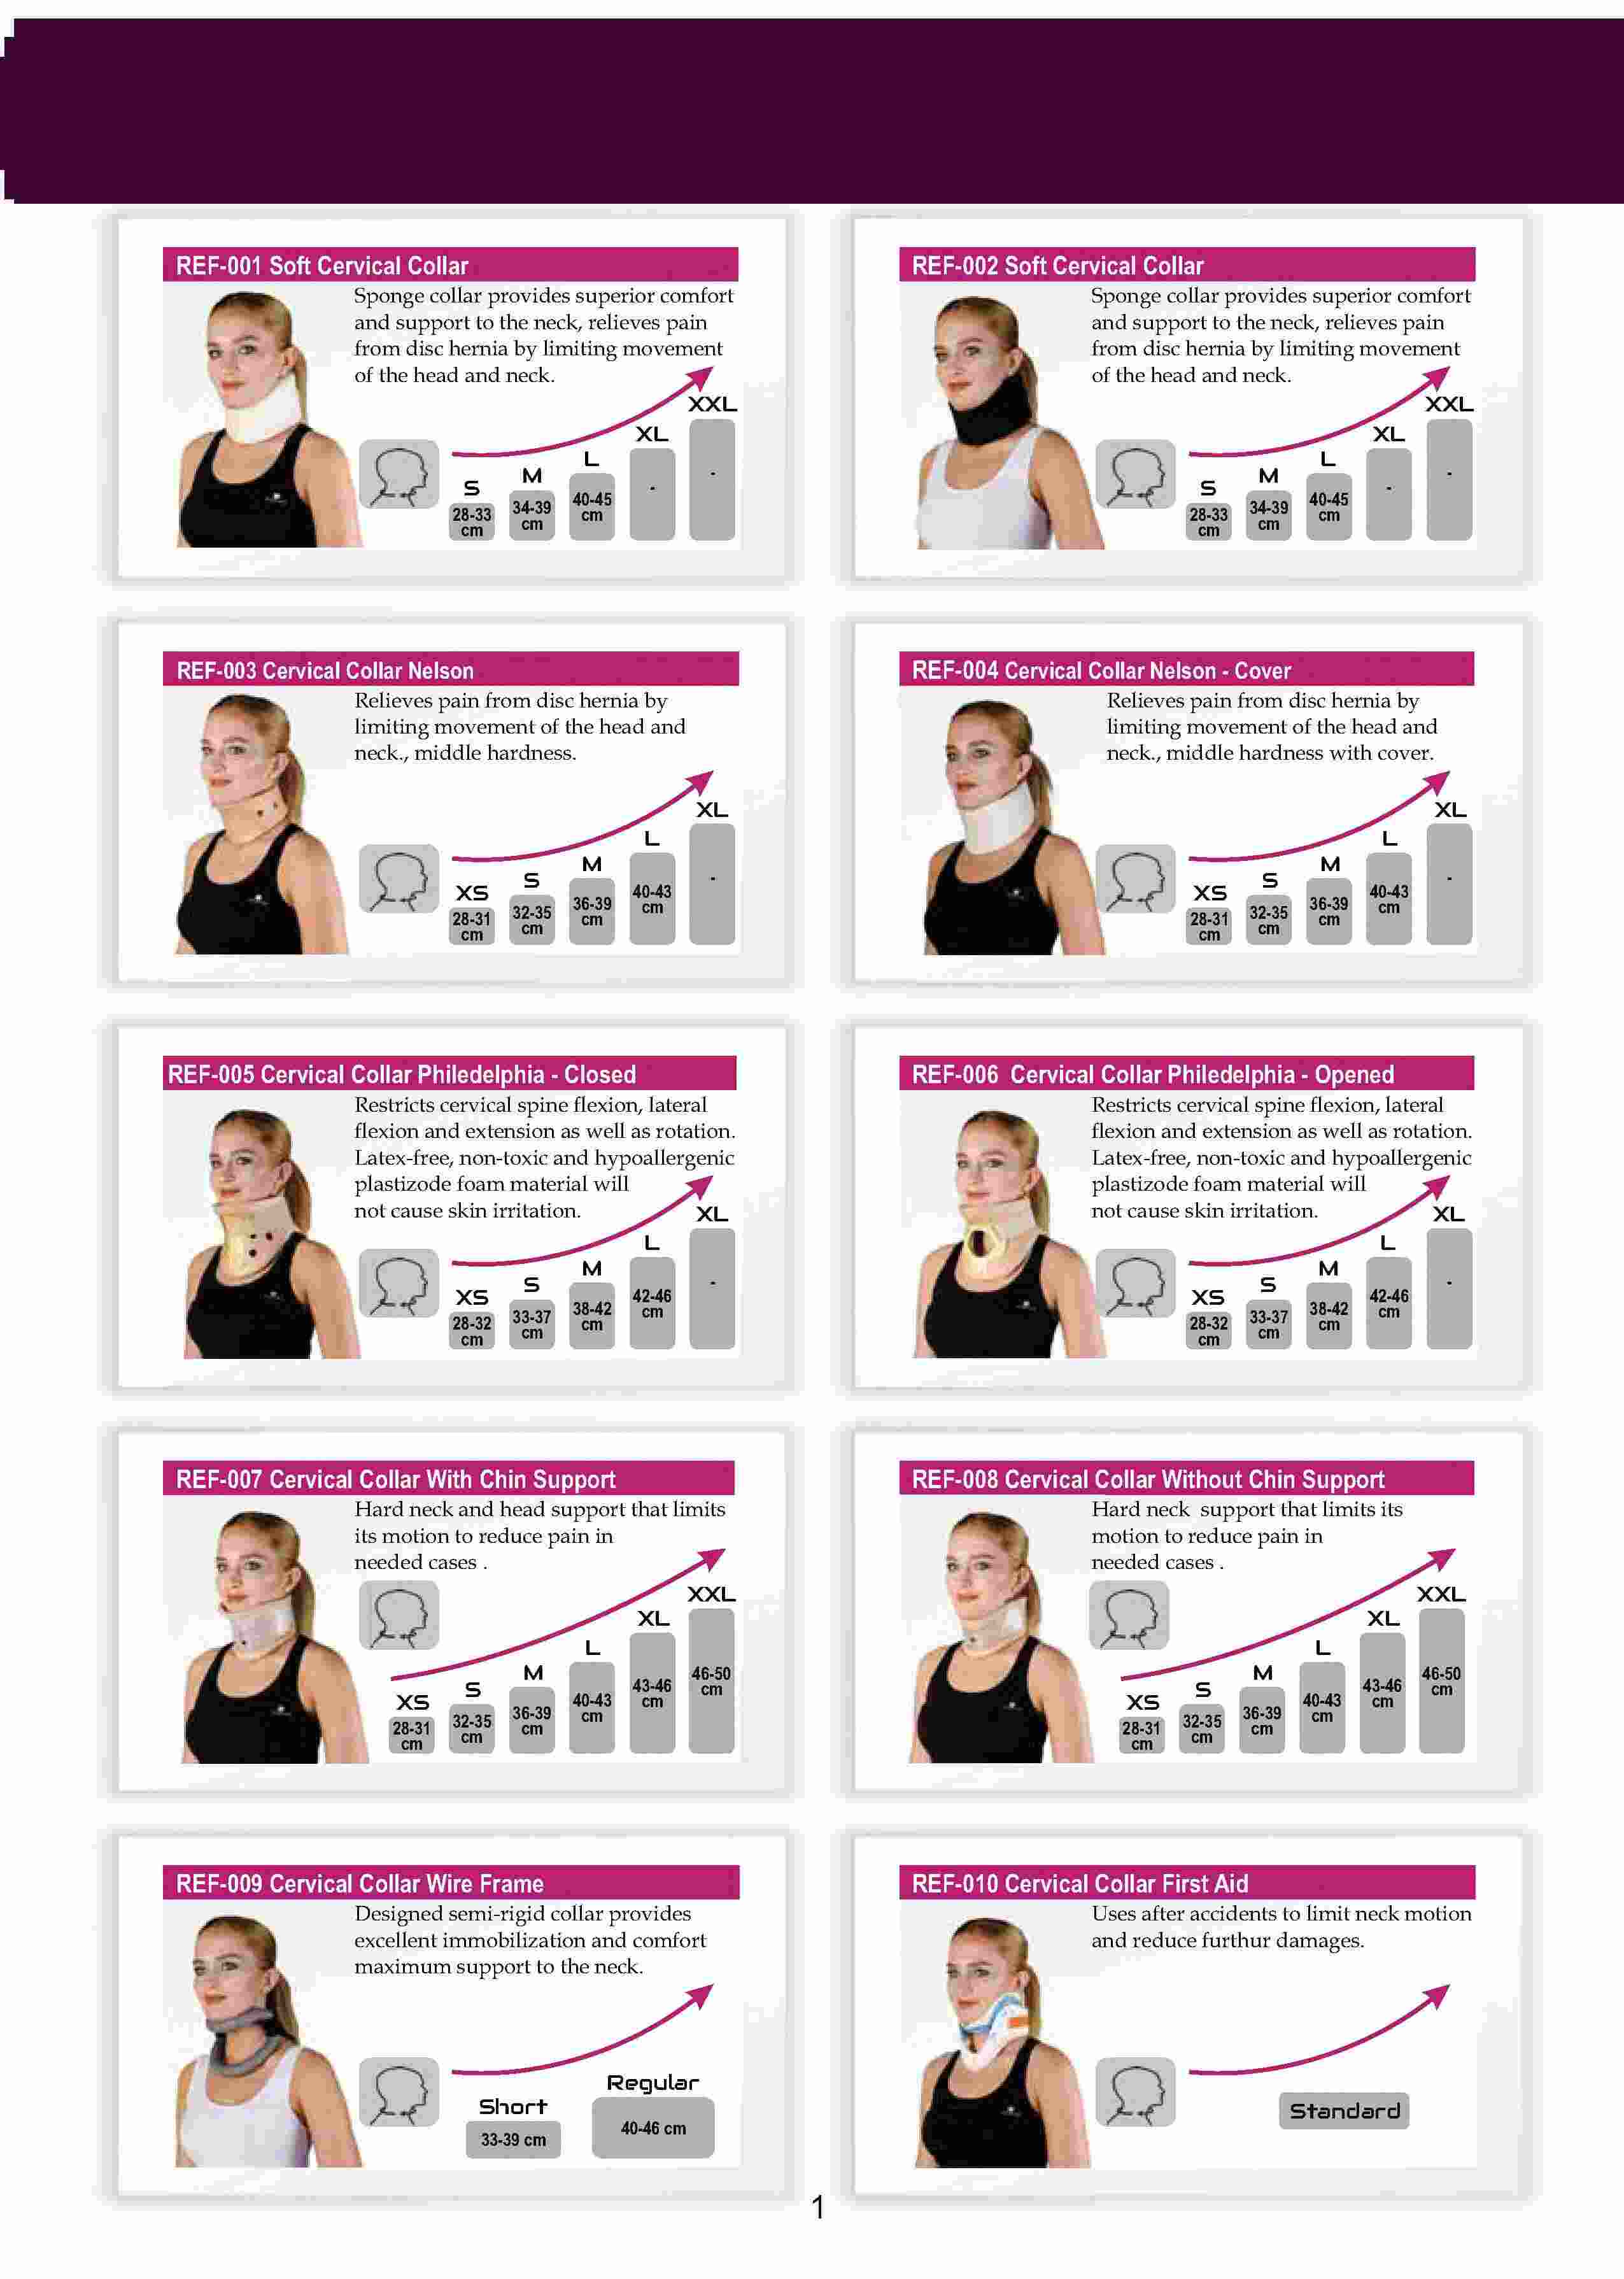 REF-001 Soft Cervical Collar
Sponge collar provides superior comfort
and support to the neck, relieves pain
from disc hernia by limiting movement
of the head and neck.
S
28-33
cm
M
34-39
cm
L
40-45
cm
XL
-
XXL
-
REF-002 Soft Cervical Collar
Sponge collar provides superior comfort
and support to the neck, relieves pain
from disc hernia by limiting movement
of the head and neck.
S
28-33
cm
M
34-39
cm
L
40-45
cm
XL
-
XXL
-
REF-003 Cervical Collar Nelson
Relieves pain from disc hernia by
limiting movement of the head and
neck., middle hardness.
XS
28-31
cm
S
32-35
cm
M
36-39
cm
L
40-43
cm
XL
-
REF-004 Cervical Collar Nelson - Cover
Relieves pain from disc hernia by
limiting movement of the head and
neck., middle hardness with cover.
XS
28-31
cm
S
32-35
cm
M
36-39
cm
L
40-43
cm
XL
-
REF-005 Cervical Collar Philedelphia - Closed
Restricts cervical spine flexion, lateral
flexion and extension as well as rotation.
Latex-free, non-toxic and hypoallergenic
plastizode foam material will
not cause skin irritation.
XS
28-32
cm
S
33-37
cm
M
38-42
cm
L
42-46
cm
XL
-
REF-006 Cervical Collar Philedelphia - Opened
Restricts cervical spine flexion, lateral
flexion and extension as well as rotation.
Latex-free, non-toxic and hypoallergenic
plastizode foam material will
not cause skin irritation.
XS
28-32
cm
S
33-37
cm
M
38-42
cm
L
42-46
cm
XL
-
REF-007 Cervical Collar With Chin Support
Hard neck and head support that limits
its motion to reduce pain in
needed cases .
XS
28-31
cm
S
32-35
cm
M
36-39
cm
L
40-43
cm
XL
43-46
cm
XXL
46-50
cm
REF-008 Cervical Collar Without Chin Support
Hard neck support that limits its
motion to reduce pain in
needed cases .
XS
28-31
cm
S
32-35
cm
M
36-39
cm
L
40-43
cm
XL
43-46
cm
XXL
46-50
cm
REF-009 Cervical Collar Wire Frame
Designed semi-rigid collar provides
excellent immobilization and comfort
maximum support to the neck.
Short
33-39 cm
Regular
40-46 cm
REF-010 Cervical Collar First Aid
Uses after accidents to limit neck motion
and reduce furthur damages.
Standard
1